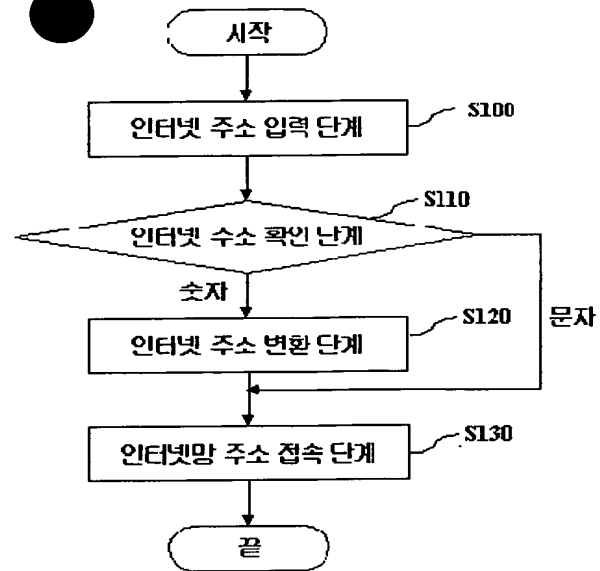 시작
인터넷 주소 입력 단계
S100
S110
인터넷 주소 확인 단계
숫자
문자
인터넷 주소 변환 단계
S120
인터넷망 주소 접속 단계
S130
끝